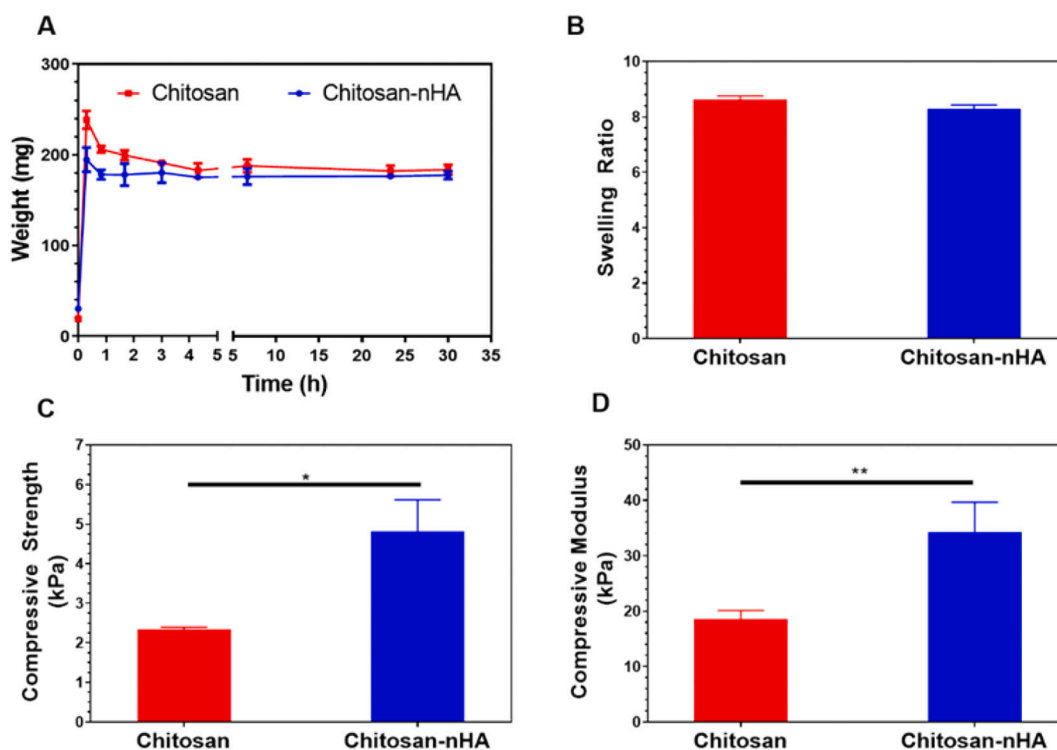 A
300
200
100
0
Weight (mg)
Chitosan
Chitosan-nHA
0 1 2 3 4 5 5 10 15 20 25 30 35
Time (h)
B
10
8
6
4
2
0
Swelling Ratio
Chitosan Chitosan-nHA
C
7
6
5
4
3
2
1
0
Compressive Strength
(kPa)
*
Chitosan Chitosan-nHA
D
50
40
30
20
10
0
Compressive Modulus
(kPa)
**
Chitosan Chitosan-nHA